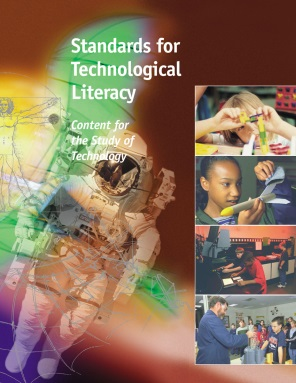 Standards for
Technological
Literacy
Content for
the Study of
Technology